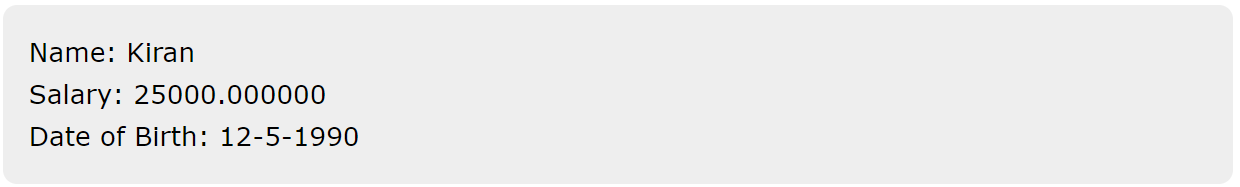 Name: Kiran
Salary: 25000.000000
Date of Birth: 12-5-1990